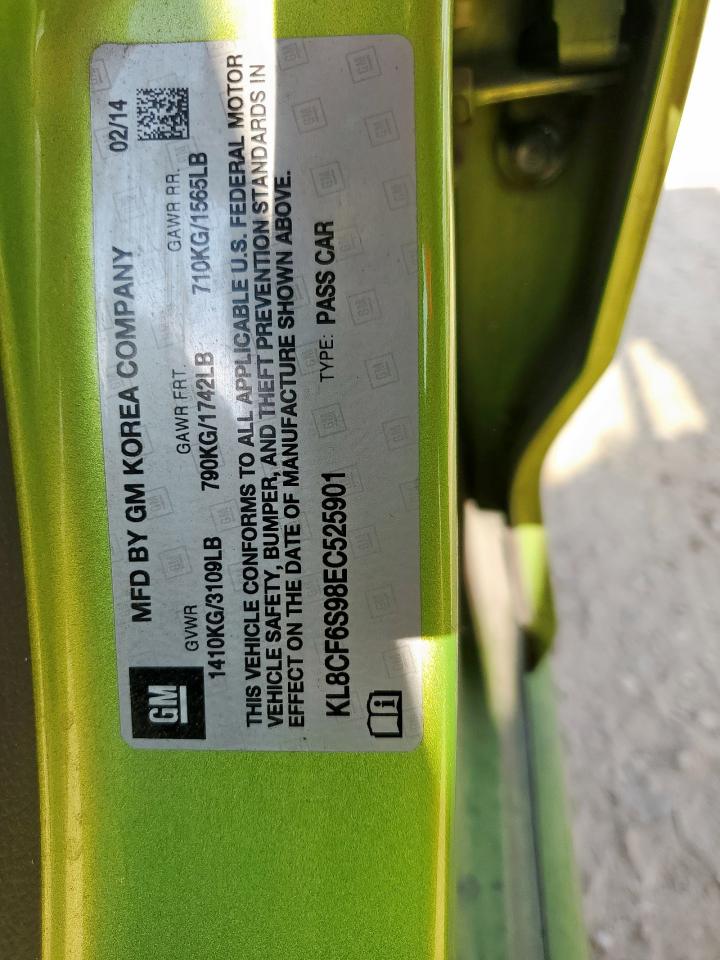 GM
MFD BY GM KOREA COMPANY 02/14
GVWR GAWR FRT. GAWR RR.
1410KG/3109LB 790KG/1742LB 710KG/1565LB
THIS VEHICLE CONFORMS TO ALL APPLICABLE U.S. FEDERAL MOTOR
VEHICLE SAFETY, BUMPER, AND THEFT PREVENTION STANDARDS IN
EFFECT ON THE DATE OF MANUFACTURE SHOWN ABOVE.
KL8CF6S98EC525901 TYPE: PASS CAR